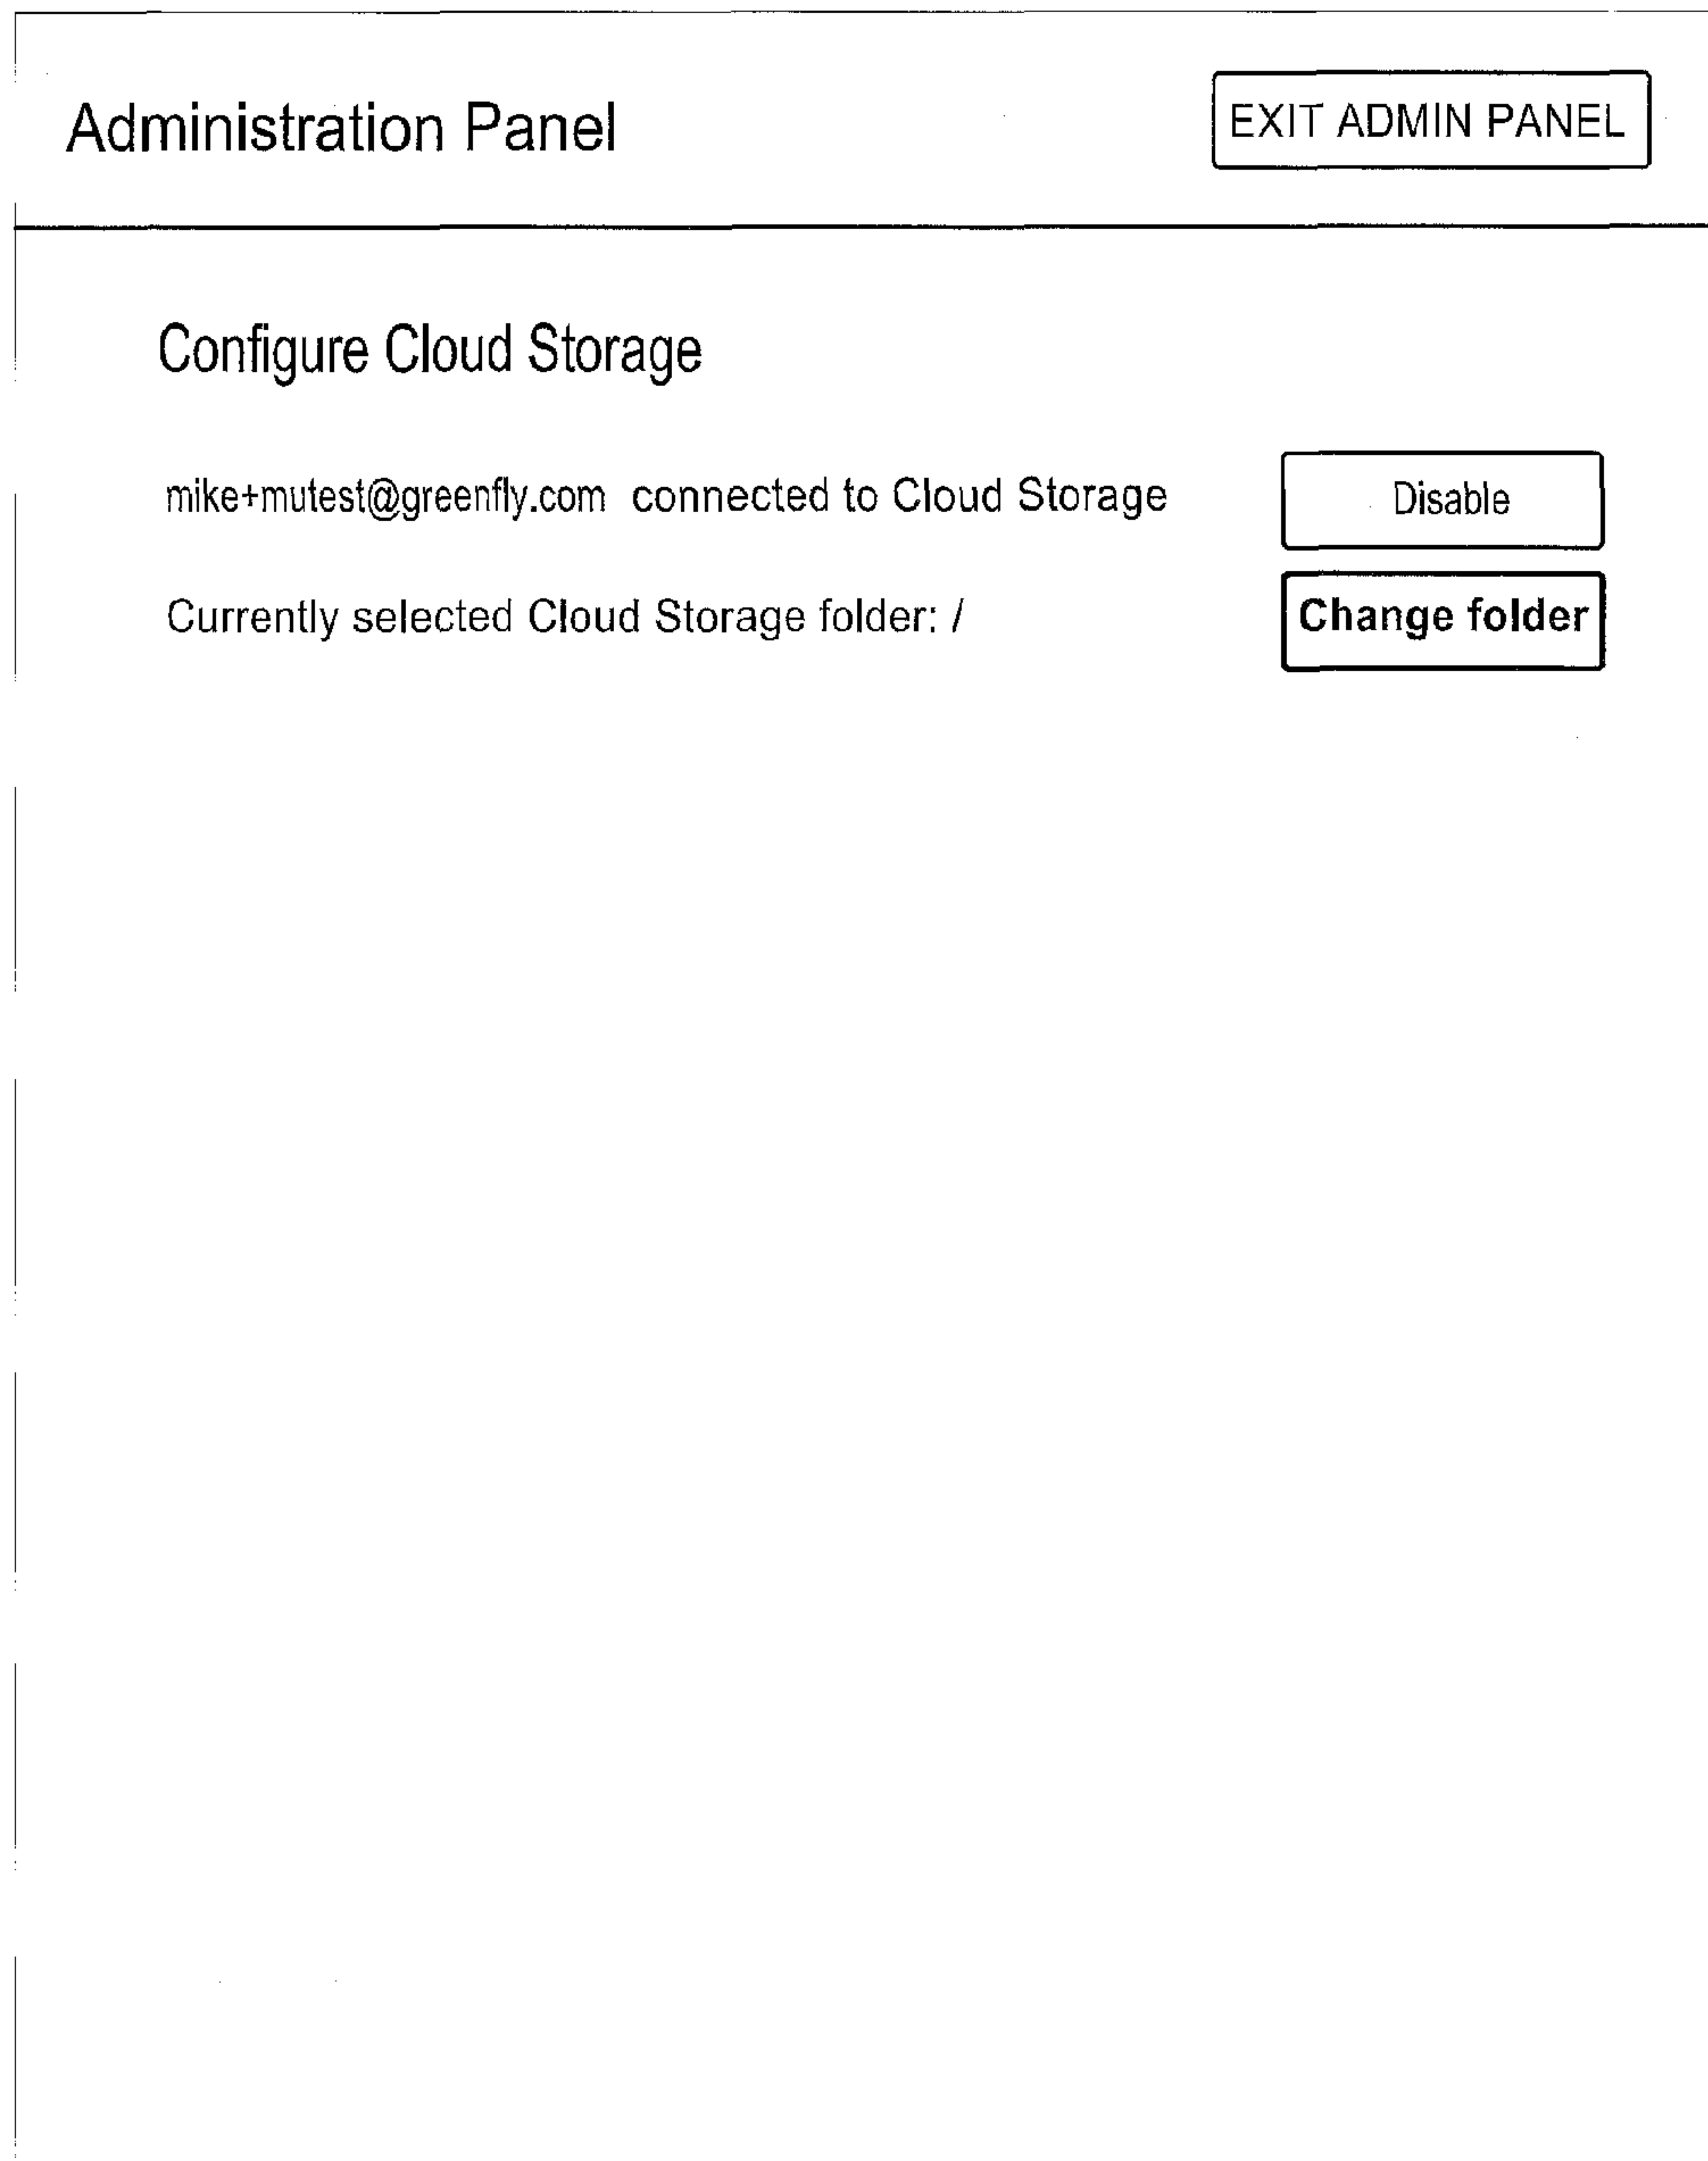 Administration Panel
EXIT ADMIN PANEL
Configure Cloud Storage
mike+mutest@greenfly.com connected to Cloud Storage
Disable
Currently selected Cloud Storage folder: /
Change folder